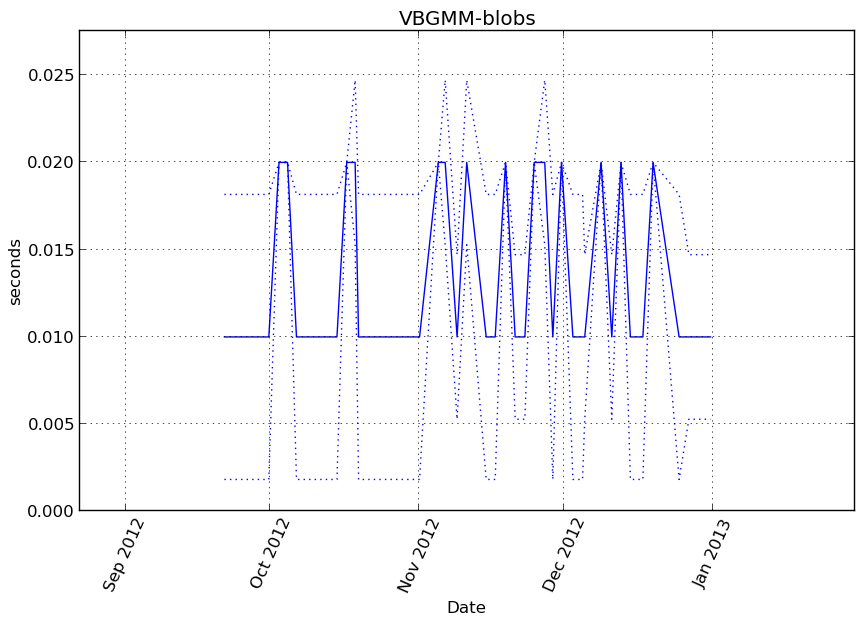 VBGMM-blobs
0.025
0.020
0.015
0.010
0.005
0.000
seconds
Sep 2012
Oct 2012
Nov 2012
Dec 2012
Jan 2013
Date